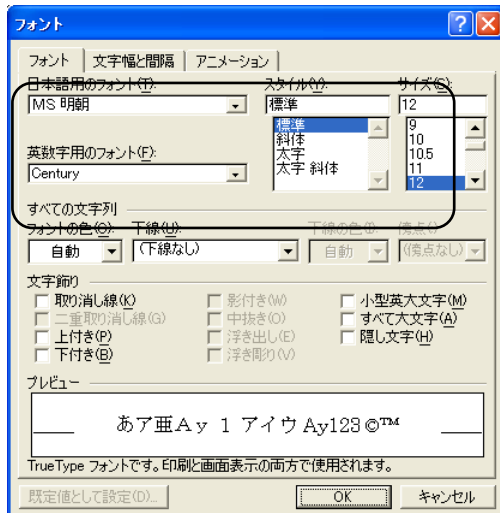 フォント
フォント 文字幅と間隔 アニメーション
日本語用のフォント(T): スタイル(Y): サイズ(S):
MS 明朝 標準 12
標準 9
斜体 10
太字 10.5
太字 斜体 11
12
英数字用のフォント(F):
Century
すべての文字列
フォントの色(O): 下線(U): 下線の色(I): 傍点(:)
自動 (下線なし) 自動 (傍点なし)
文字飾り
取り消し線(K) 影付き(W) 小型英大文字(M)
二重取り消し線(G) 中抜き(O) すべて大文字(A)
上付き(P) 浮き出し(E) 隠し文字(H)
下付き(B) 浮き彫り(V)
プレビュー
あア亜Ay 1 アイウ Ay123©™
TrueType フォントです。印刷と画面表示の両方で使用されます。
既定値として設定(D)... OK キャンセル